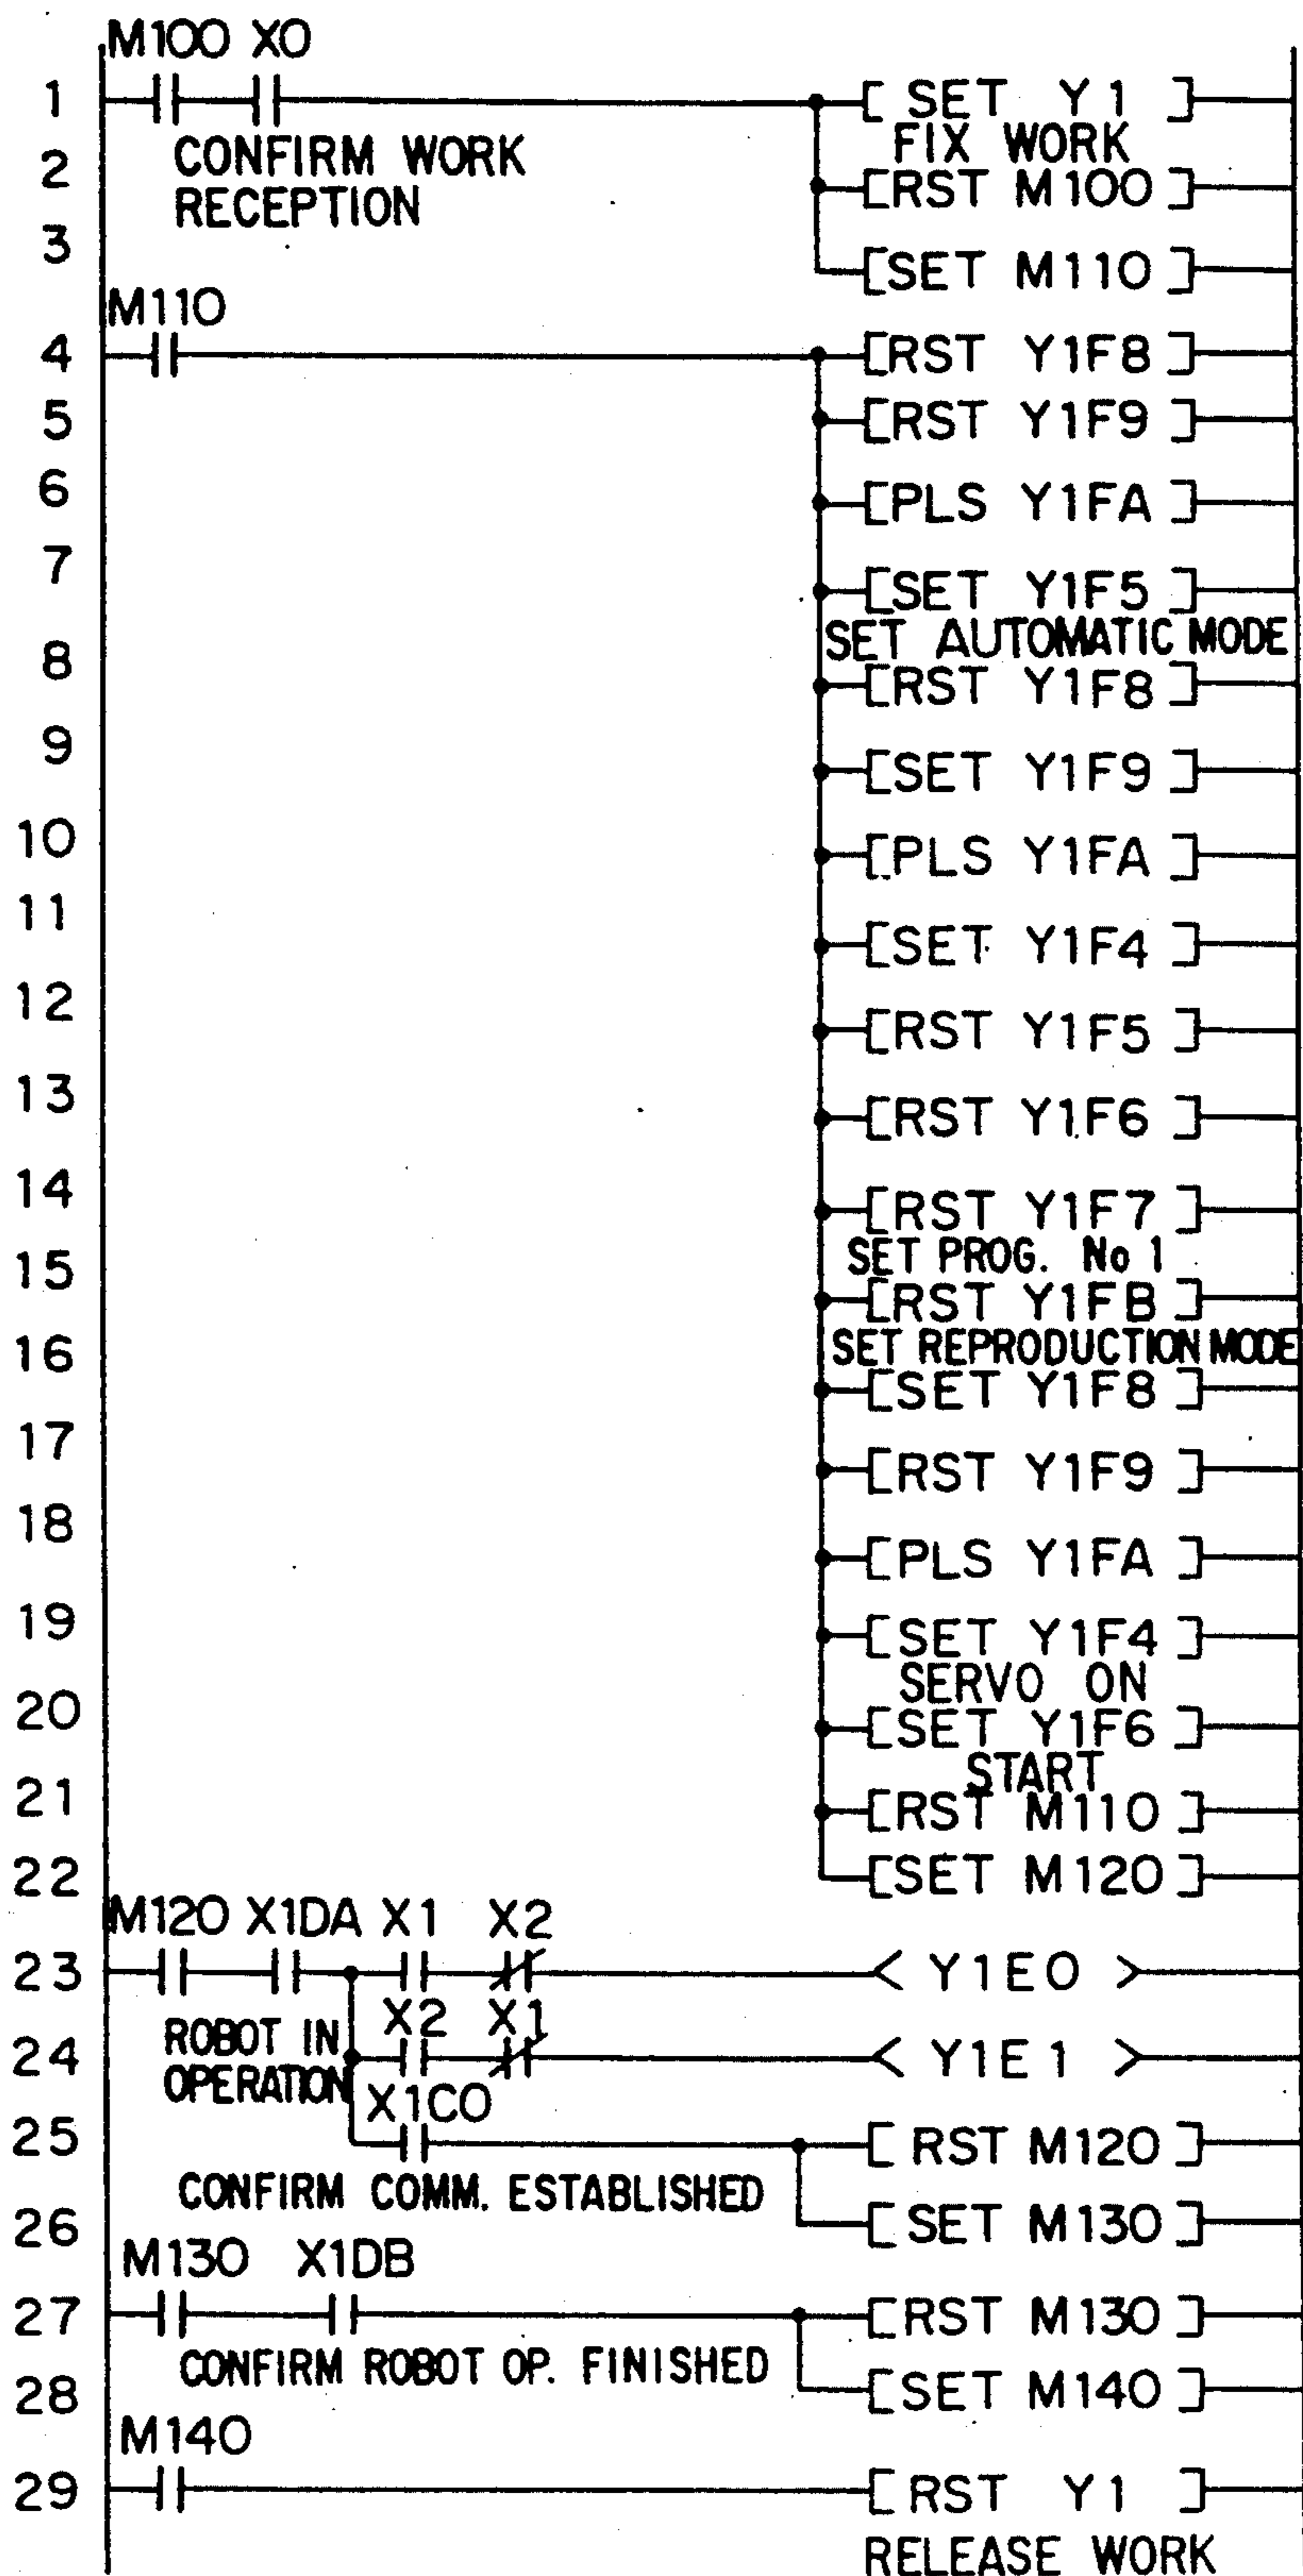 M100 X0
1 [ SET Y1 ]
FIX WORK
2 CONFIRM WORK RECEPTION [RST M100]
3 [SET M110]
M110
4 [RST Y1F8]
5 [RST Y1F9]
6 [PLS Y1FA]
7 [SET Y1F5]
SET AUTOMATIC MODE
8 [RST Y1F8]
9 [SET Y1F9]
10 [PLS Y1FA]
11 [SET Y1F4]
12 [RST Y1F5]
13 [RST Y1F6]
14 [RST Y1F7]
SET PROG. No 1
15 [RST Y1FB]
SET REPRODUCTION MODE
16 [SET Y1F8]
17 [RST Y1F9]
18 [PLS Y1FA]
19 [SET Y1F4]
SERVO ON
20 [SET Y1F6]
START
21 [RST M110]
22 [SET M120]
M120 X1DA X1 X2
23 < Y1E0 >
ROBOT IN OPERATION
X2 X1
24 < Y1E1 >
X1C0
25 [ RST M120]
CONFIRM COMM. ESTABLISHED
26 [ SET M130]
M130 X1DB
27 [RST M130]
CONFIRM ROBOT OP. FINISHED
28 [SET M140]
M140
29 [ RST Y1 ]
RELEASE WORK